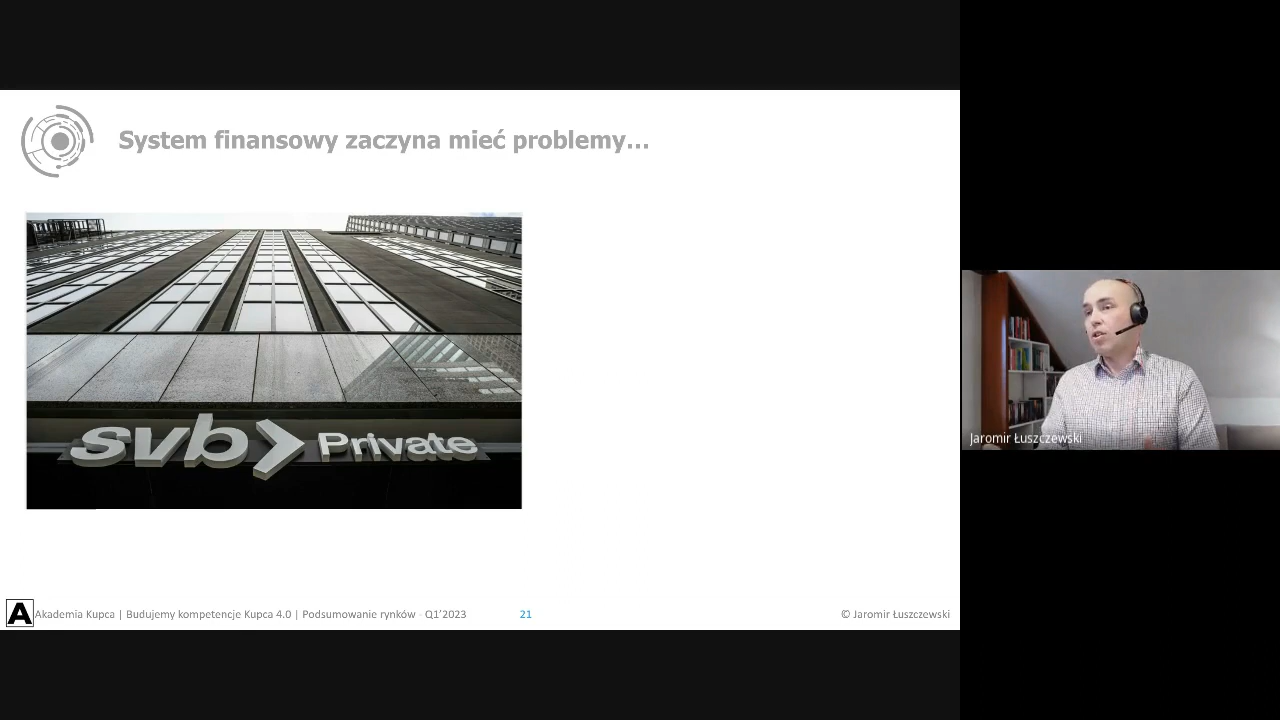 System finansowy zaczyna mieć problemy...
svb> Private
Jaromir Łuszczewski
A Akademia Kupca | Budujemy kompetencje Kupca 4.0 | Podsumowanie rynków - Q1'2023
21
© Jaromir Łuszczewski